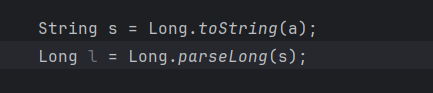 String s = Long.toString(a);
Long l = Long.parseLong(s);